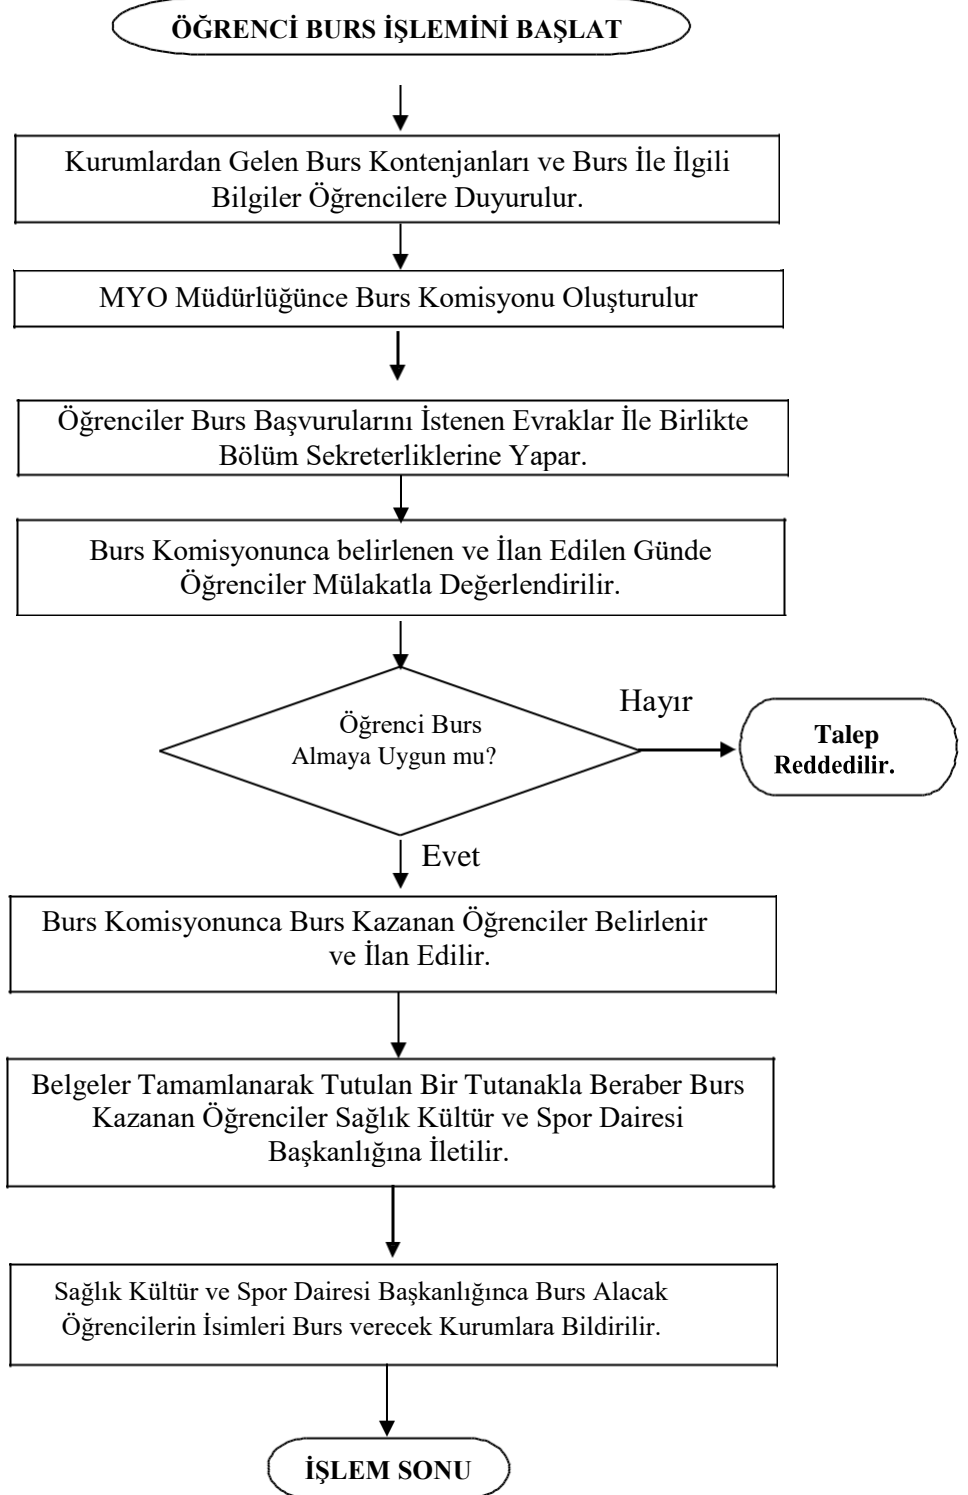 ÖĞRENCİ BURS İŞLEMİNİ BAŞLAT
Kurumlardan Gelen Burs Kontenjanları ve Burs İle İlgili
Bilgiler Öğrencilere Duyurulur.
MYO Müdürlüğünce Burs Komisyonu Oluşturulur
Öğrenciler Burs Başvurularını İstenen Evraklar İle Birlikte
Bölüm Sekreterliklerine Yapar.
Burs Komisyonunca belirlenen ve İlan Edilen Günde
Öğrenciler Mülakatla Değerlendirilir.
Öğrenci Burs
Almaya Uygun mu?
Hayır
Talep
Reddedilir.
Evet
Burs Komisyonunca Burs Kazanan Öğrenciler Belirlenir
ve İlan Edilir.
Belgeler Tamamlanarak Tutulan Bir Tutanakla Beraber Burs
Kazanan Öğrenciler Sağlık Kültür ve Spor Dairesi
Başkanlığına İletilir.
Sağlık Kültür ve Spor Dairesi Başkanlığınca Burs Alacak
Öğrencilerin İsimleri Burs verecek Kurumlara Bildirilir.
İŞLEM SONU